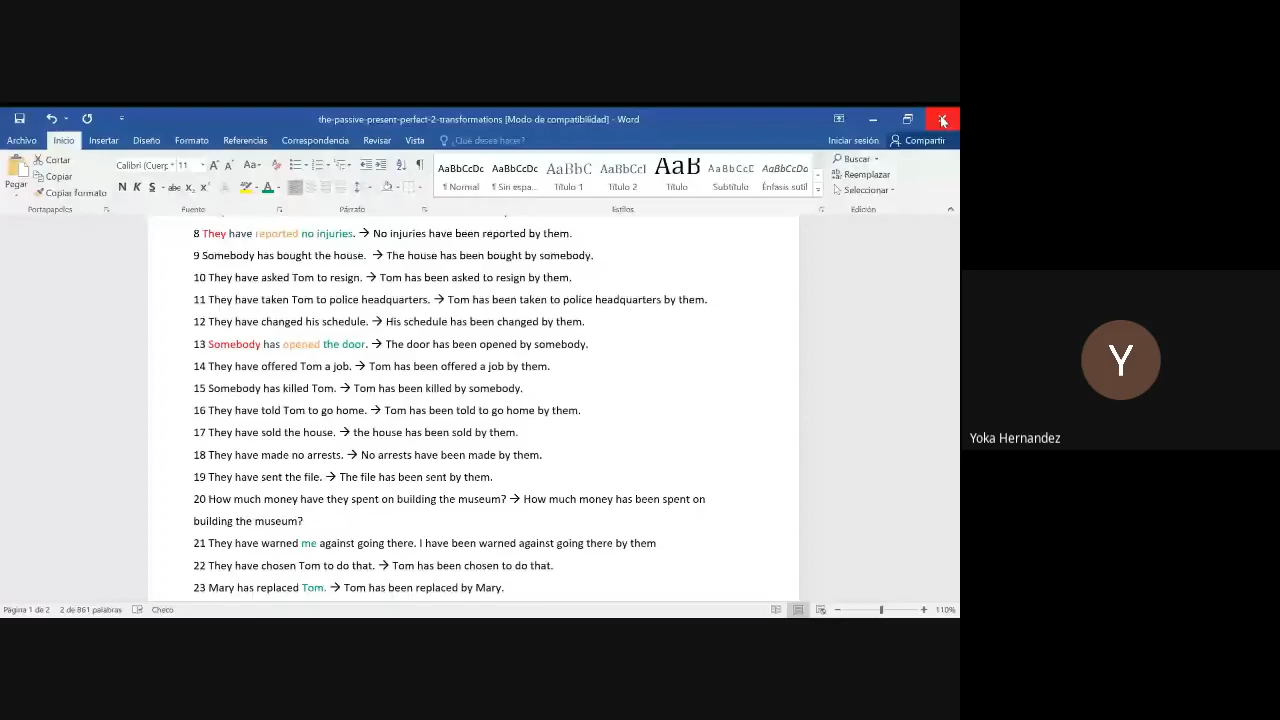 the-passive-present-perfect-2-transformations [Modo de compatibilidad] - Word
Archivo Inicio Insertar Diseño Formato Referencias Correspondencia Revisar Vista ¿Qué desea hacer? Iniciar sesión Compartir
Pegar
Cortar
Copiar
Copiar formato
Portapapeles
Calibri (Cuerp 11
N K S abc x₂ x²
Fuente
Párrafo
AaBbCcDc AaBbCcDc AaBbC AaBbCcI AaB AaBbCcE AaBbCcDa
¶ Normal ¶ Sin espa... Título 1 Título 2 Título Subtítulo Énfasis sutil
Estilos
Buscar
Reemplazar
Seleccionar
Edición
8 They have reported no injuries. → No injuries have been reported by them.
9 Somebody has bought the house. → The house has been bought by somebody.
10 They have asked Tom to resign. → Tom has been asked to resign by them.
11 They have taken Tom to police headquarters. → Tom has been taken to police headquarters by them.
12 They have changed his schedule. → His schedule has been changed by them.
13 Somebody has opened the door. → The door has been opened by somebody.
14 They have offered Tom a job. → Tom has been offered a job by them.
15 Somebody has killed Tom. → Tom has been killed by somebody.
16 They have told Tom to go home. → Tom has been told to go home by them.
17 They have sold the house. → the house has been sold by them.
18 They have made no arrests. → No arrests have been made by them.
19 They have sent the file. → The file has been sent by them.
20 How much money have they spent on building the museum? → How much money has been spent on
building the museum?
21 They have warned me against going there. I have been warned against going there by them
22 They have chosen Tom to do that. → Tom has been chosen to do that.
23 Mary has replaced Tom. → Tom has been replaced by Mary.
Página 1 de 2 2 de 861 palabras Checo 110%
Y
Yoka Hernandez